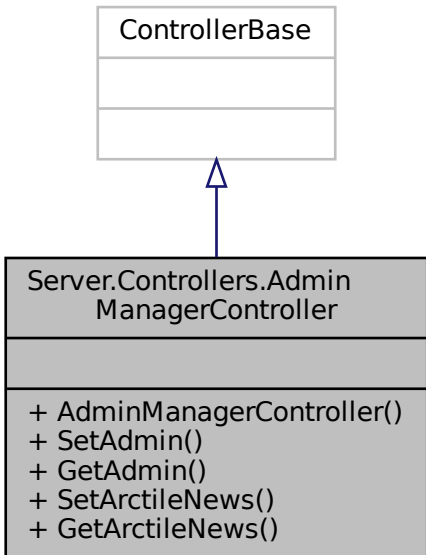 ControllerBase
Server.Controllers.Admin
ManagerController
+ AdminManagerController()
+ SetAdmin()
+ GetAdmin()
+ SetArctileNews()
+ GetArctileNews()